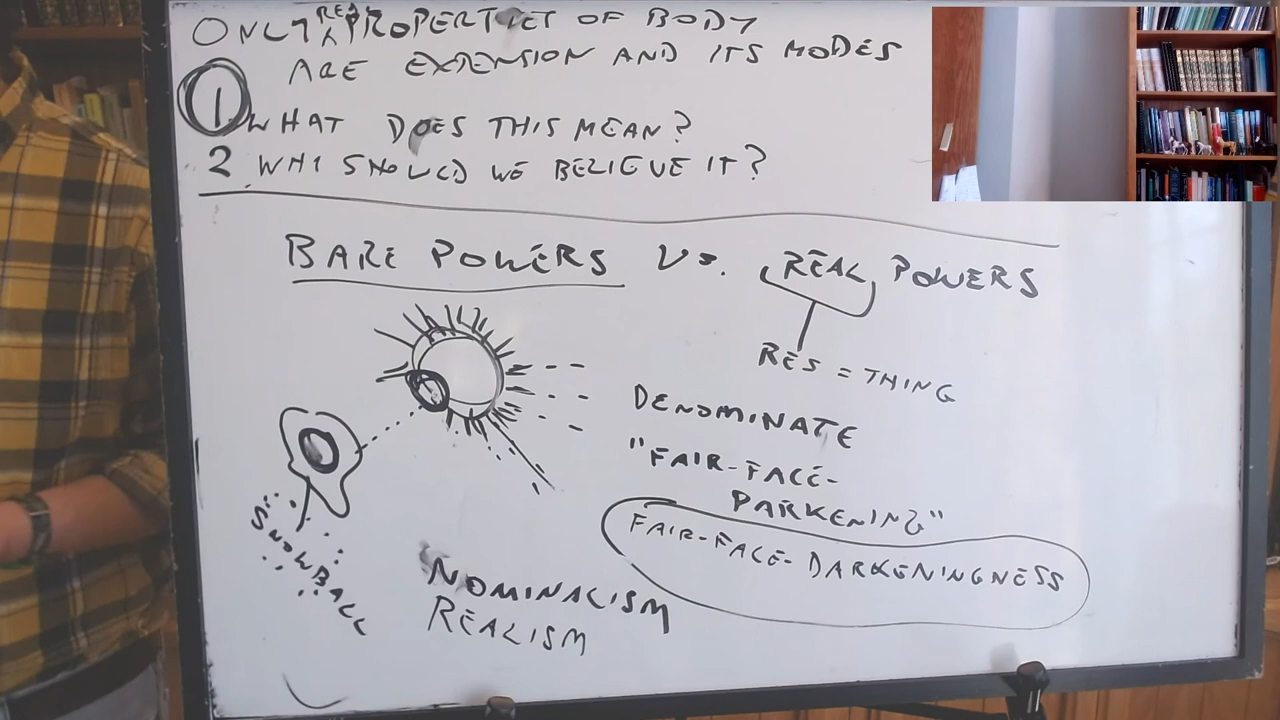 ONLY REAL PROPERTIES OF BODY
ARE EXTENSION AND ITS MODES
1. WHAT DOES THIS MEAN?
2 WHY SHOULD WE BELIEVE IT?
BARE POWERS VS. REAL POWERS
RES = THING
DENOMINATE
"FAIR-FACE-
DARKENING"
FAIR-FACE-DARKENINGNESS
SNOWBALL
NOMINALISM
REALISM